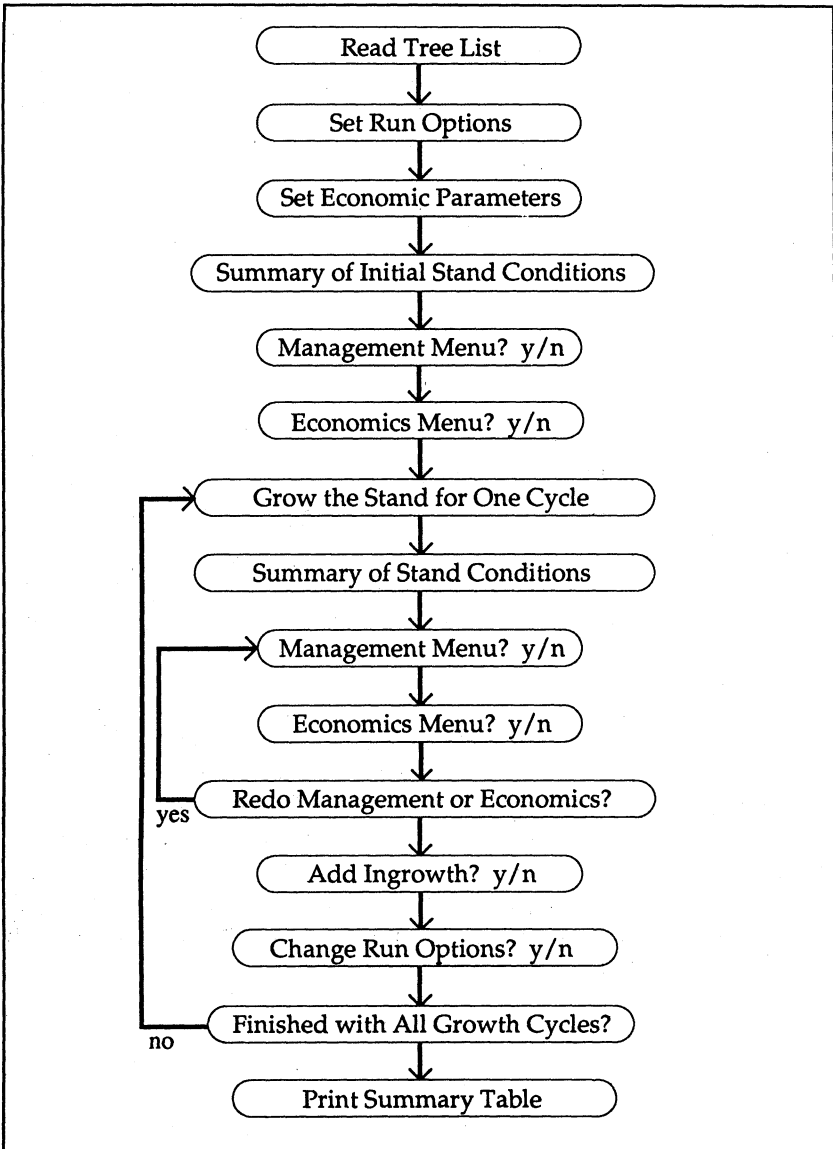 Read Tree List
Set Run Options
Set Economic Parameters
Summary of Initial Stand Conditions
Management Menu? y/n
Economics Menu? y/n
Grow the Stand for One Cycle
Summary of Stand Conditions
Management Menu? y/n
Economics Menu? y/n
Redo Management or Economics?
yes
Add Ingrowth? y/n
Change Run Options? y/n
Finished with All Growth Cycles?
no
Print Summary Table